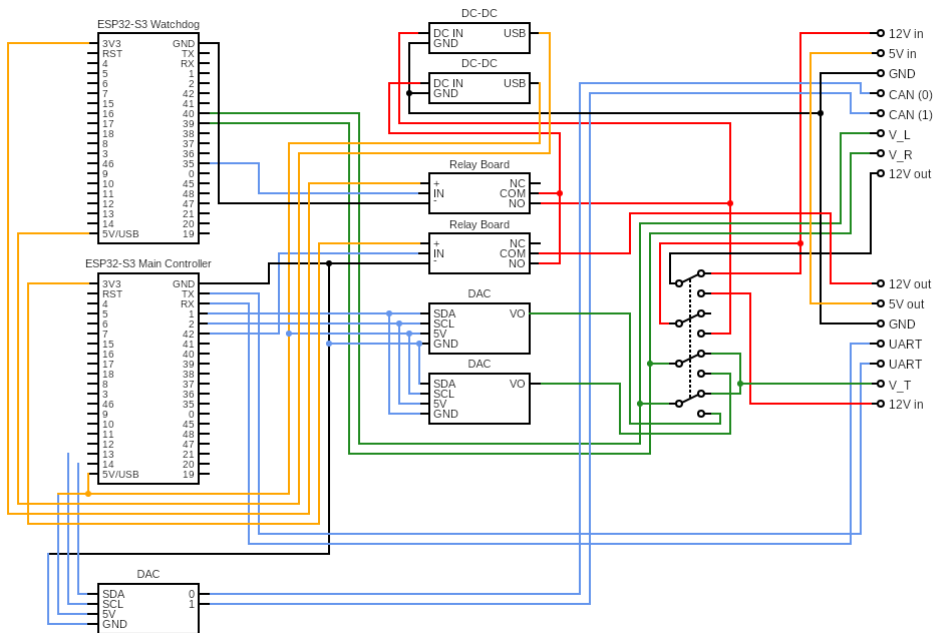 ESP32-S3 Watchdog
3V3 GND
RST TX
4 RX
5 1
6 2
7 42
15 41
16 40
17 39
18 38
8 37
3 36
46 35
9 0
10 45
11 48
12 47
13 21
14 20
5V/USB 19
ESP32-S3 Main Controller
3V3 GND
RST TX
4 RX
5 1
6 2
7 42
15 41
16 40
17 39
18 38
8 37
3 36
46 35
9 0
10 45
11 48
12 47
13 21
14 20
5V/USB 19
DAC
SDA 0
SCL 1
5V
GND
DC-DC
DC IN USB
GND
DC-DC
DC IN USB
GND
Relay Board
+ NC
IN COM
- NO
Relay Board
+ NC
IN COM
- NO
DAC
SDA VO
SCL
5V
GND
DAC
SDA VO
SCL
5V
GND
12V in
5V in
GND
CAN (0)
CAN (1)
V_L
V_R
12V out
12V out
5V out
GND
UART
UART
V_T
12V in